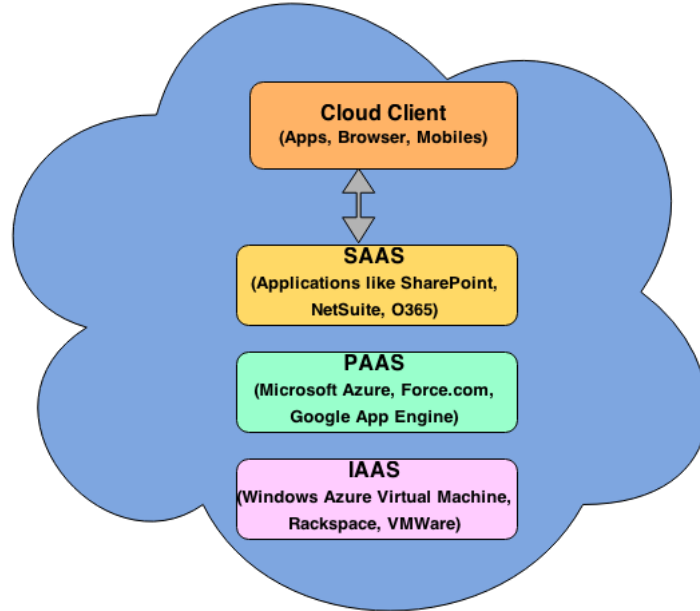 Cloud Client
(Apps, Browser, Mobiles)
SAAS
(Applications like SharePoint,
NetSuite, O365)
PAAS
(Microsoft Azure, Force.com,
Google App Engine)
IAAS
(Windows Azure Virtual Machine,
Rackspace, VMWare)